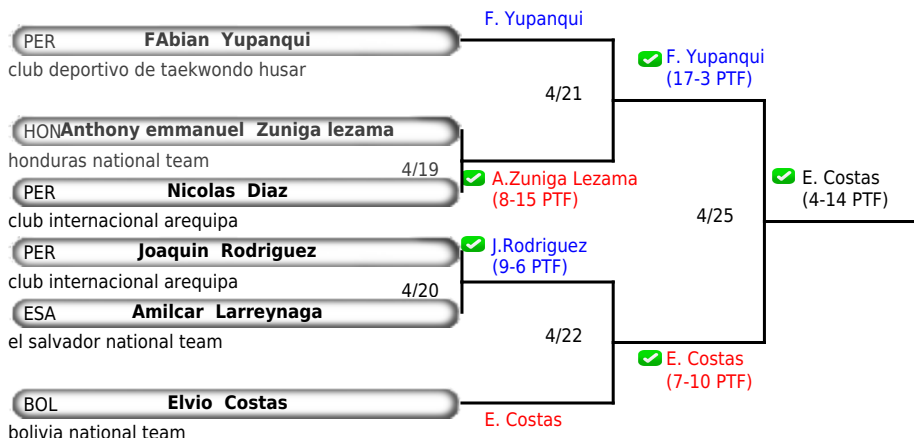 F. Yupanqui
PER FAbian Yupanqui
club deportivo de taekwondo husar
F. Yupanqui
(17-3 PTF)
4/21
HON Anthony emmanuel Zuniga lezama
honduras national team
4/19
A.Zuniga Lezama
(8-15 PTF)
PER Nicolas Diaz
club internacional arequipa
E. Costas
(4-14 PTF)
4/25
PER Joaquin Rodriguez
club internacional arequipa
J.Rodriguez
(9-6 PTF)
4/20
ESA Amilcar Larreynaga
el salvador national team
4/22
E. Costas
(7-10 PTF)
BOL Elvio Costas
bolivia national team
E. Costas